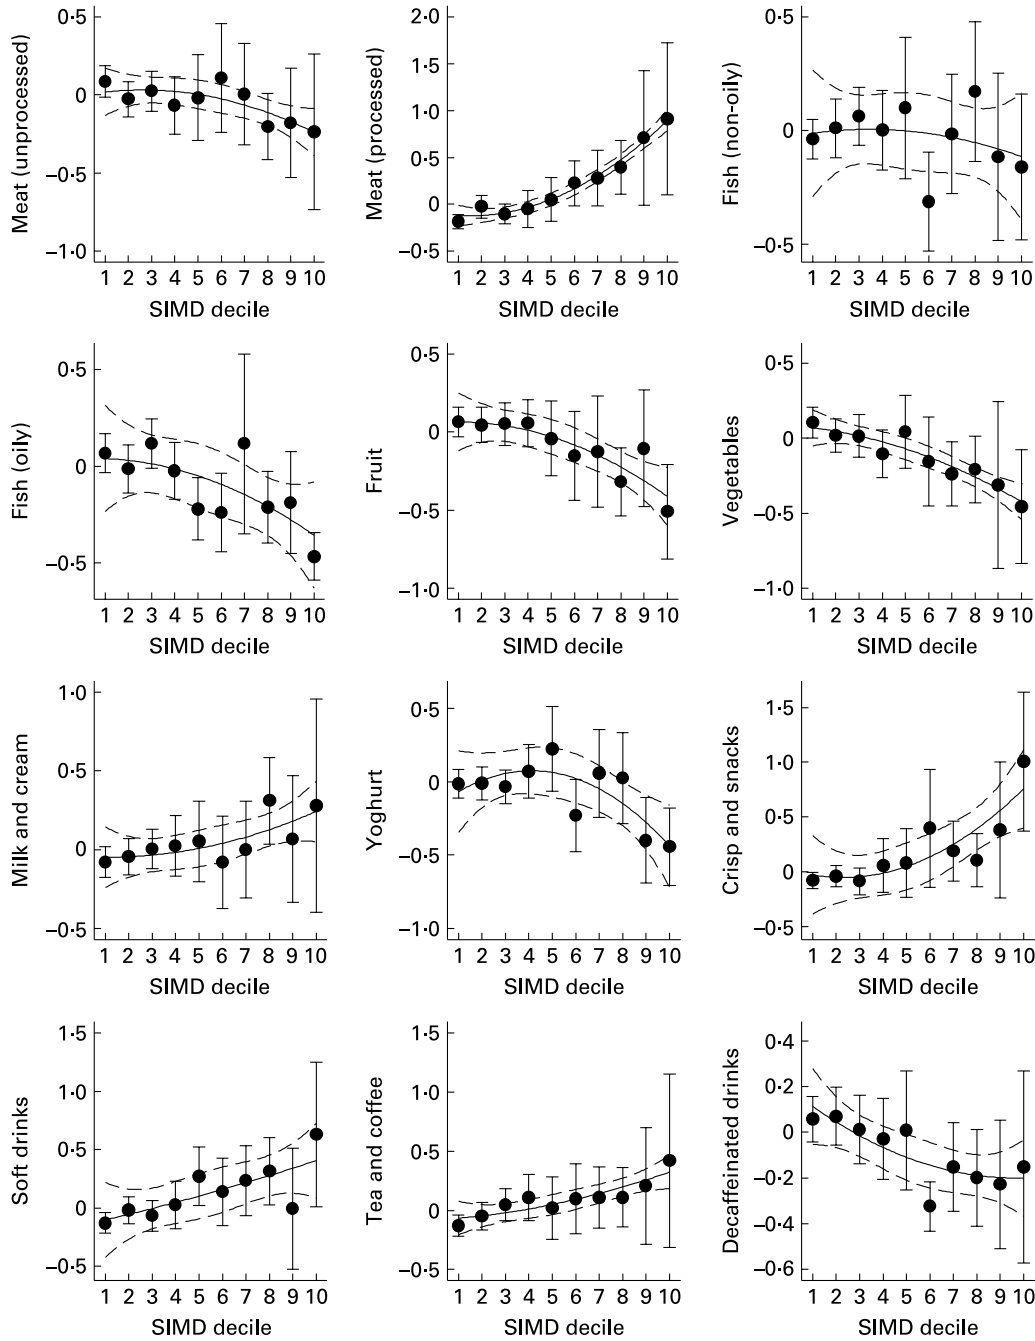 Meat (unprocessed)
0·5
0
−0·5
−1·0
1 2 3 4 5 6 7 8 9 10
SIMD decile
Meat (processed)
2·0
1·5
1·0
0·5
0
−0·5
1 2 3 4 5 6 7 8 9 10
SIMD decile
Fish (non-oily)
0·5
0
−0·5
1 2 3 4 5 6 7 8 9 10
SIMD decile
Fish (oily)
0·5
0
−0·5
1 2 3 4 5 6 7 8 9 10
SIMD decile
Fruit
0·5
0
−0·5
−1·0
1 2 3 4 5 6 7 8 9 10
SIMD decile
Vegetables
0·5
0
−0·5
−1·0
1 2 3 4 5 6 7 8 9 10
SIMD decile
Milk and cream
1·0
0·5
0
−0·5
1 2 3 4 5 6 7 8 9 10
SIMD decile
Yoghurt
0·5
0
−0·5
−1·0
1 2 3 4 5 6 7 8 9 10
SIMD decile
Crisp and snacks
1·5
1·0
0·5
0
−0·5
1 2 3 4 5 6 7 8 9 10
SIMD decile
Soft drinks
1·5
1·0
0·5
0
−0·5
1 2 3 4 5 6 7 8 9 10
SIMD decile
Tea and coffee
1·5
1·0
0·5
0
−0·5
1 2 3 4 5 6 7 8 9 10
SIMD decile
Decaffeinated drinks
0·4
0·2
0
−0·2
−0·4
−0·6
1 2 3 4 5 6 7 8 9 10
SIMD decile